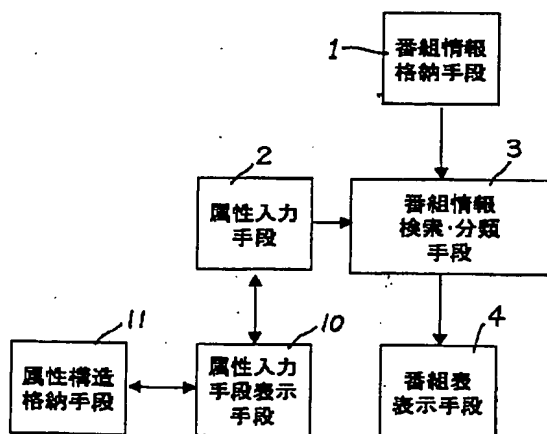 1
番組情報
格納手段
2
属性入力
手段
3
番組情報
検索・分類
手段
11
属性構造
格納手段
10
属性入力
手段表示
手段
4
番組表
表示手段